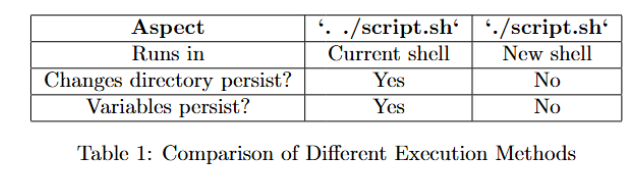 Aspect ‘. ./script.sh‘ ‘./script.sh‘
Runs in Current shell New shell
Changes directory persist? Yes No
Variables persist? Yes No
Table 1: Comparison of Different Execution Methods